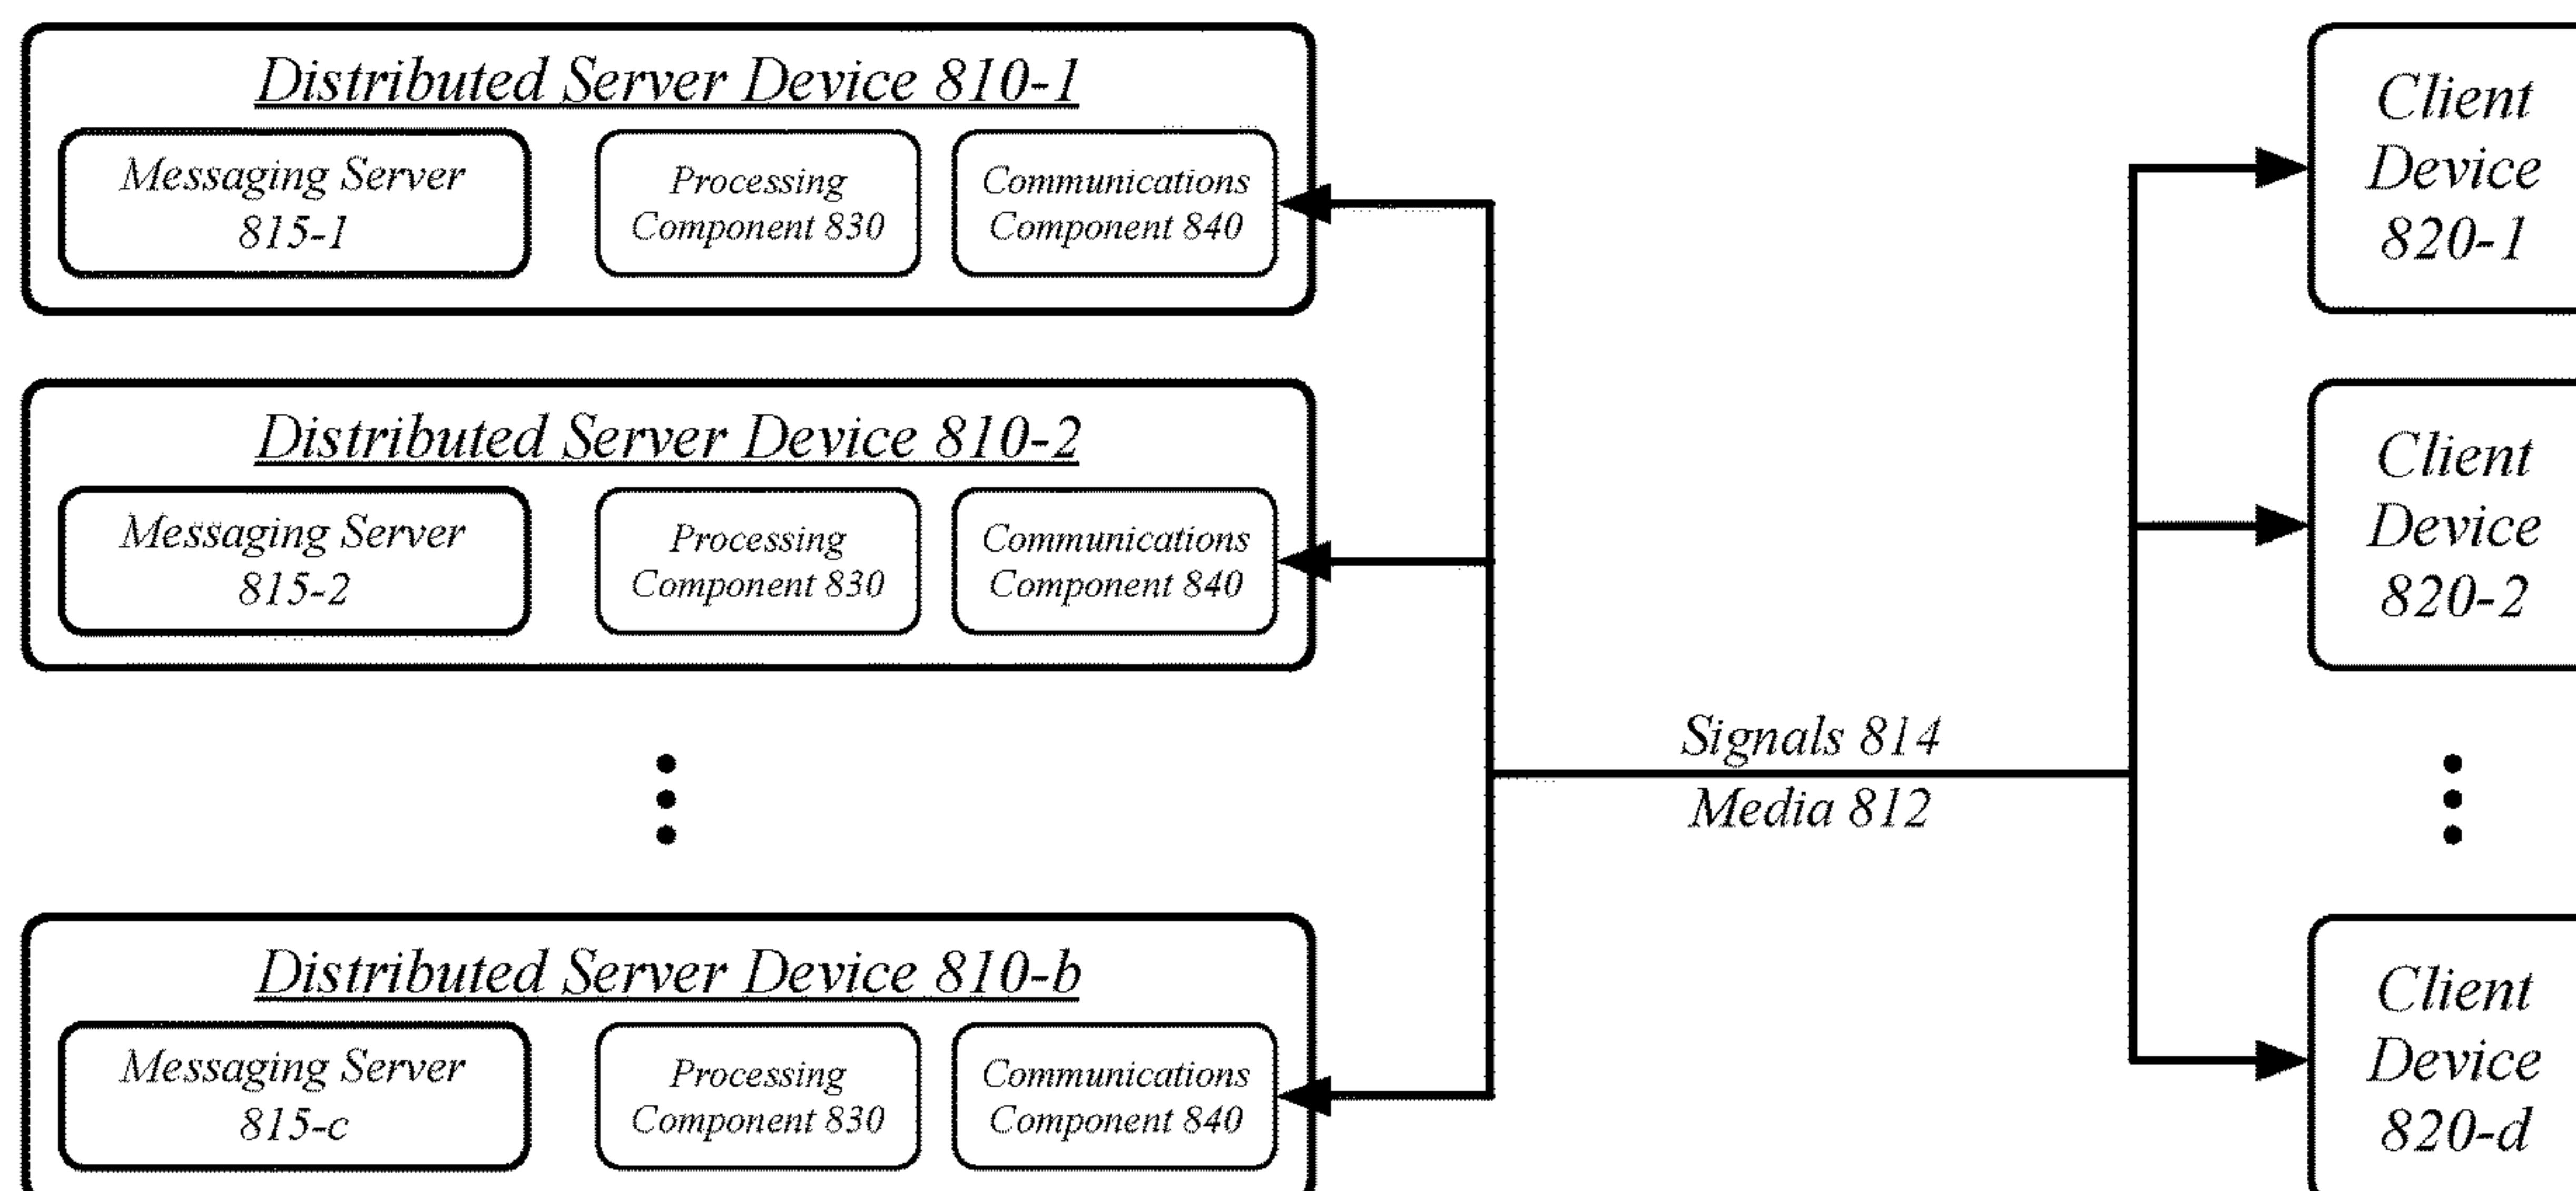 Distributed Server Device 810-1
Messaging Server
815-1
Processing
Component 830
Communications
Component 840
Distributed Server Device 810-2
Messaging Server
815-2
Processing
Component 830
Communications
Component 840
Distributed Server Device 810-b
Messaging Server
815-c
Processing
Component 830
Communications
Component 840
Signals 814
Media 812
Client
Device
820-1
Client
Device
820-2
Client
Device
820-d